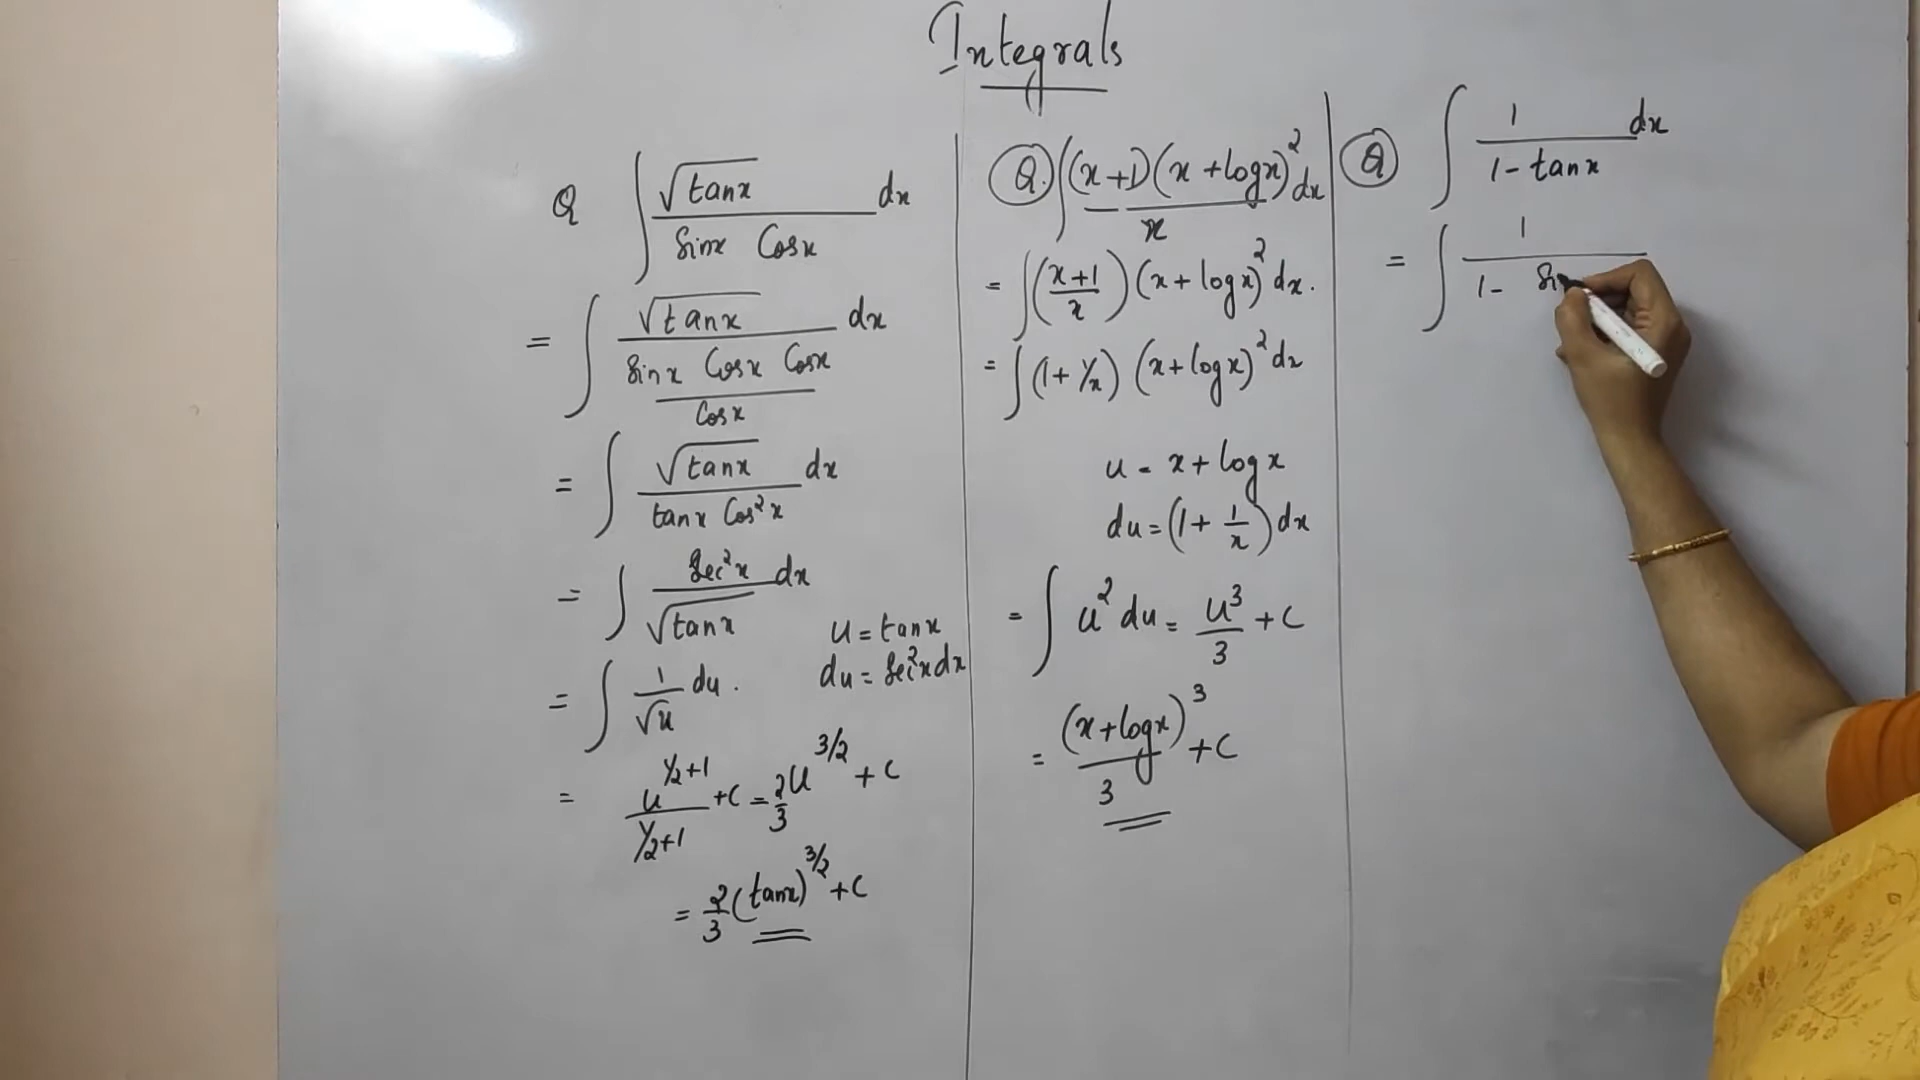 Integrals
Q ∫ √tanx / sinx Cosx dx
= ∫ √tanx / (sinx Cosx Cosx / Cosx) dx
= ∫ √tanx / tanx Cos²x dx
= ∫ Sec²x / √tanx dx
u = tanx
du = Sec²x dx
= ∫ 1/√u du.
= u^(1/2+1) / (1/2+1) + C = 2/3 u^(3/2) + C
= 2/3 (tanx)^(3/2) + C
Q. ∫ (x+1)(x+logx)² / x dx
= ∫ ((x+1)/x) (x+logx)² dx.
= ∫ (1+1/x) (x+logx)² dx
u = x+logx
du = (1+1/x) dx
= ∫ u² du = u³/3 + C
= (x+logx)³ / 3 + C
Q ∫ 1 / (1-tanx) dx
= ∫ 1 / (1- si